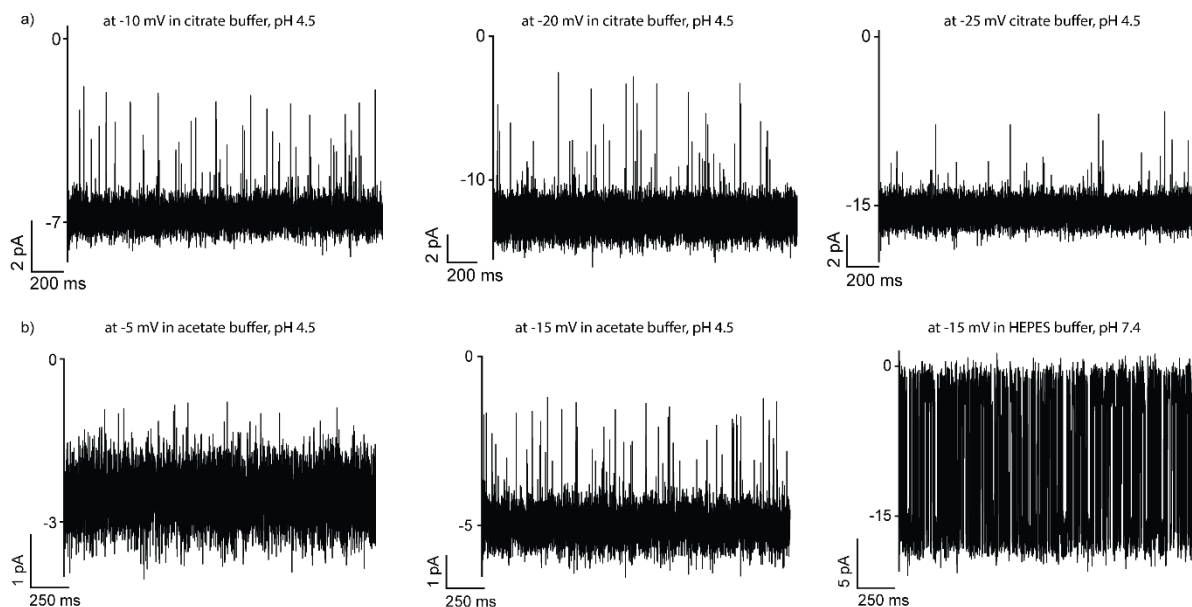 a)
at -10 mV in citrate buffer, pH 4.5
at -20 mV in citrate buffer, pH 4.5
at -25 mV citrate buffer, pH 4.5
0
-7
2 pA
200 ms
0
-10
2 pA
200 ms
0
-15
2 pA
200 ms
b)
at -5 mV in acetate buffer, pH 4.5
at -15 mV in acetate buffer, pH 4.5
at -15 mV in HEPES buffer, pH 7.4
0
-3
1 pA
250 ms
0
-5
1 pA
250 ms
0
-15
5 pA
250 ms